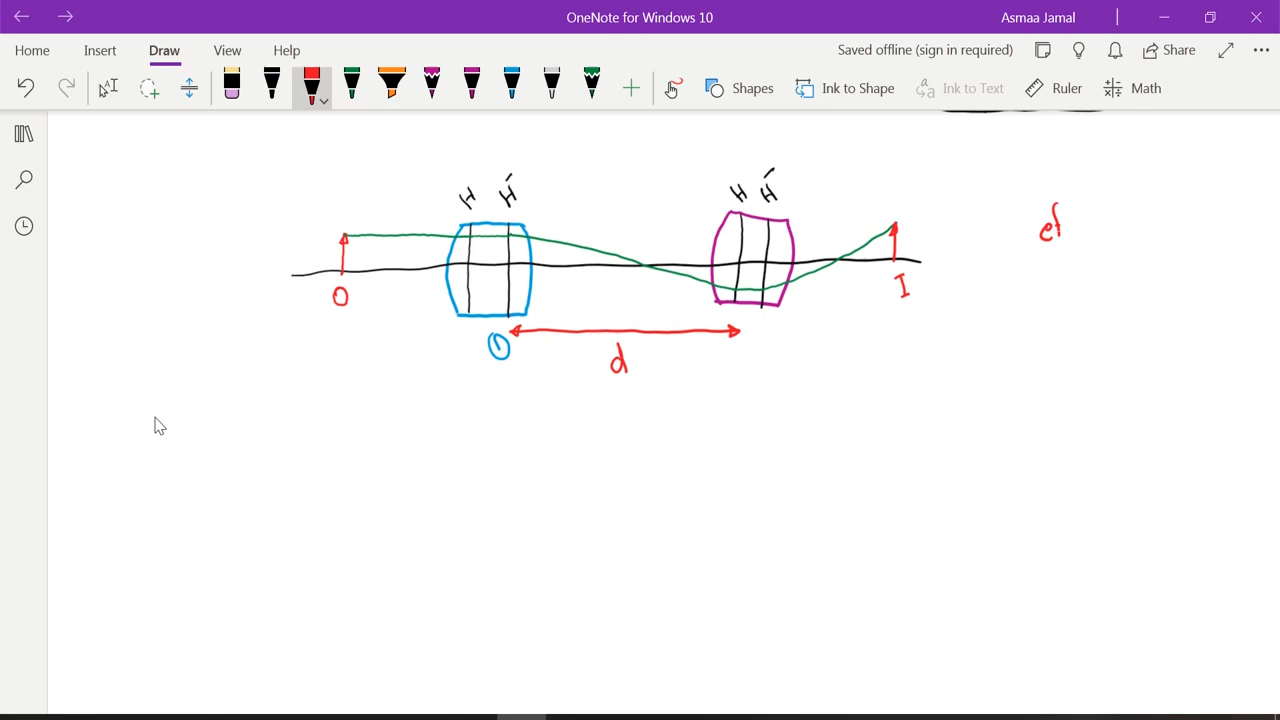 OneNote for Windows 10
Asmaa Jamal
Home Insert Draw View Help
Saved offline (sign in required)
Share
Shapes
Ink to Shape
Ink to Text
Ruler
Math
H H́ H H́
ef
O
I
①
d